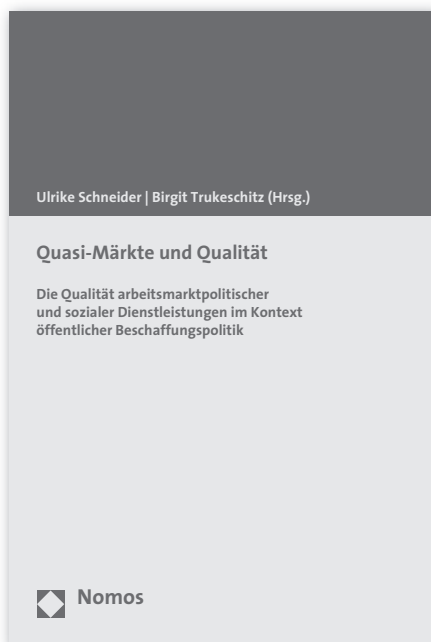 Ulrike Schneider | Birgit Trukeschitz (Hrsg.)
Quasi-Märkte und Qualität
Die Qualität arbeitsmarktpolitischer
und sozialer Dienstleistungen im Kontext
öffentlicher Beschaffungspolitik
Nomos